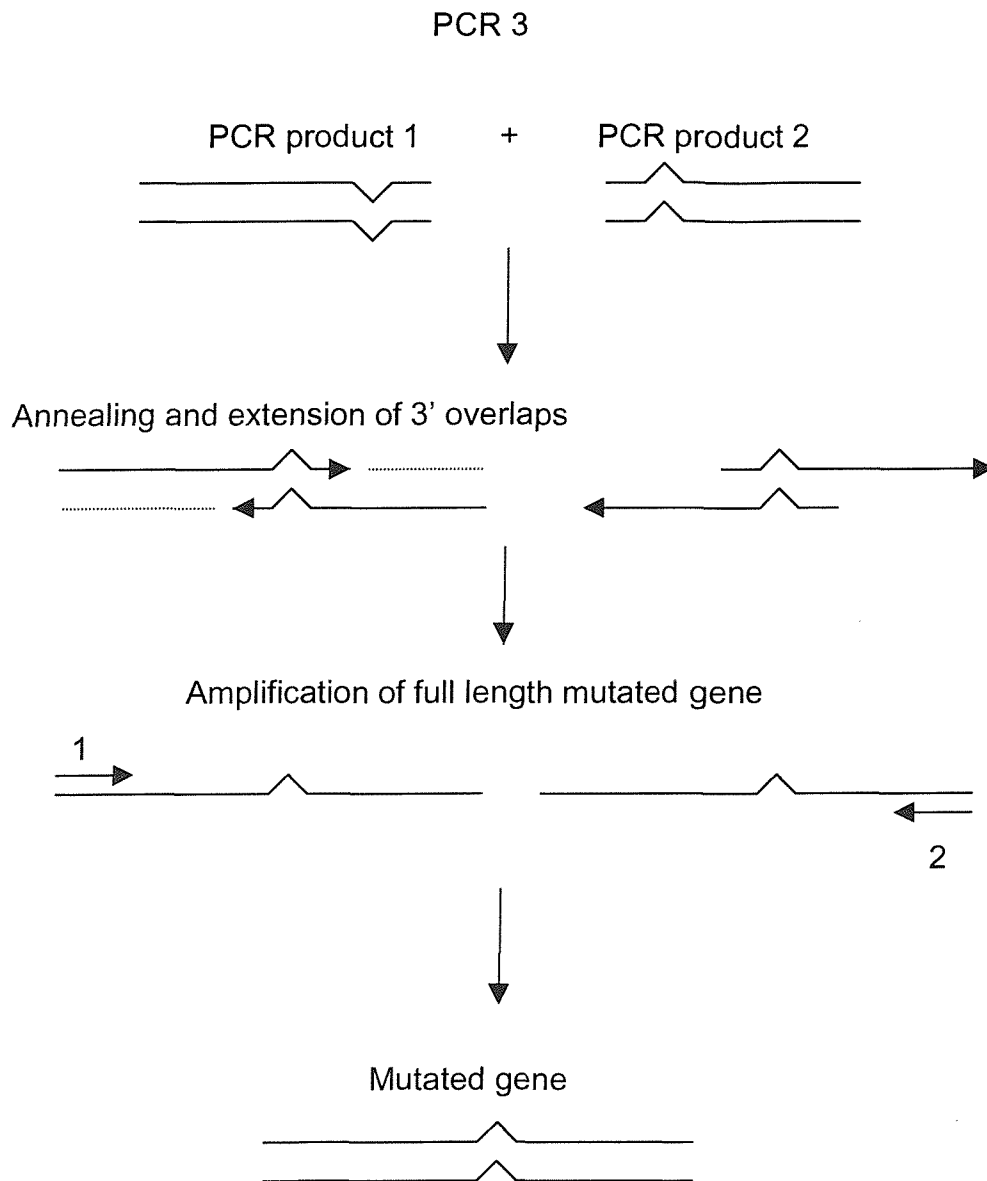 PCR 3
PCR product 1 + PCR product 2
Annealing and extension of 3’ overlaps
Amplification of full length mutated gene
1
2
Mutated gene